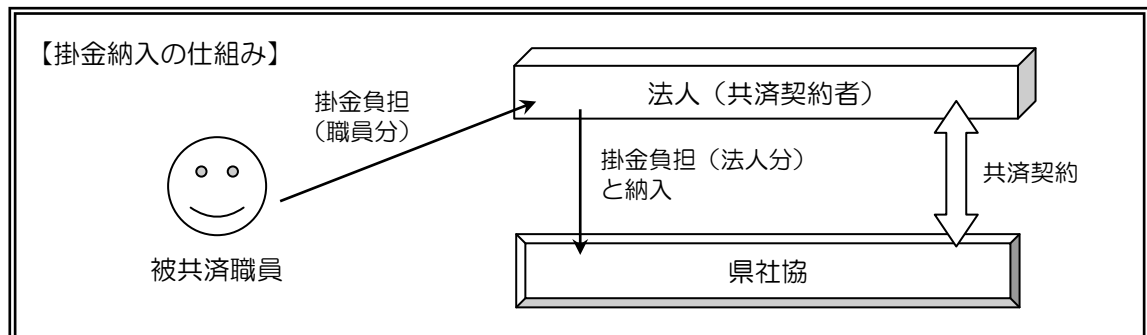 【掛金納入の仕組み】
法人(共済契約者)
掛金負担
(職員分)
掛金負担(法人分)
と納入
共済契約
被共済職員
県社協